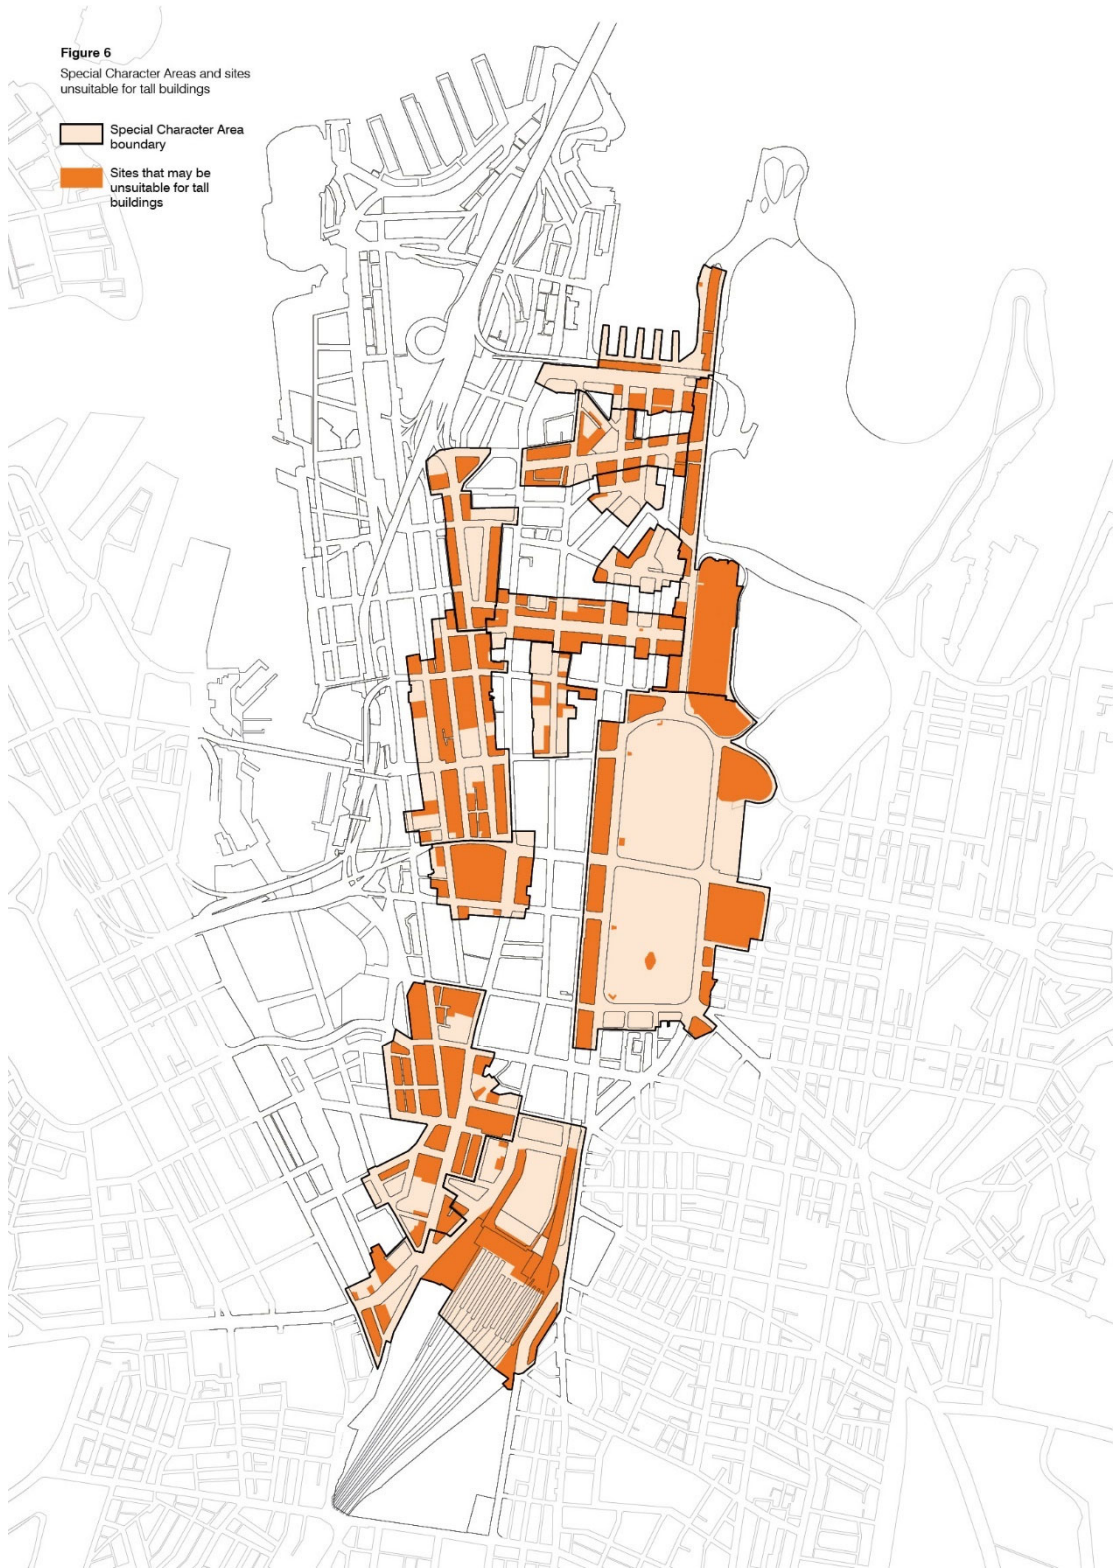 Figure 6
Special Character Areas and sites
unsuitable for tall buildings
Special Character Area
boundary
Sites that may be
unsuitable for tall
buildings